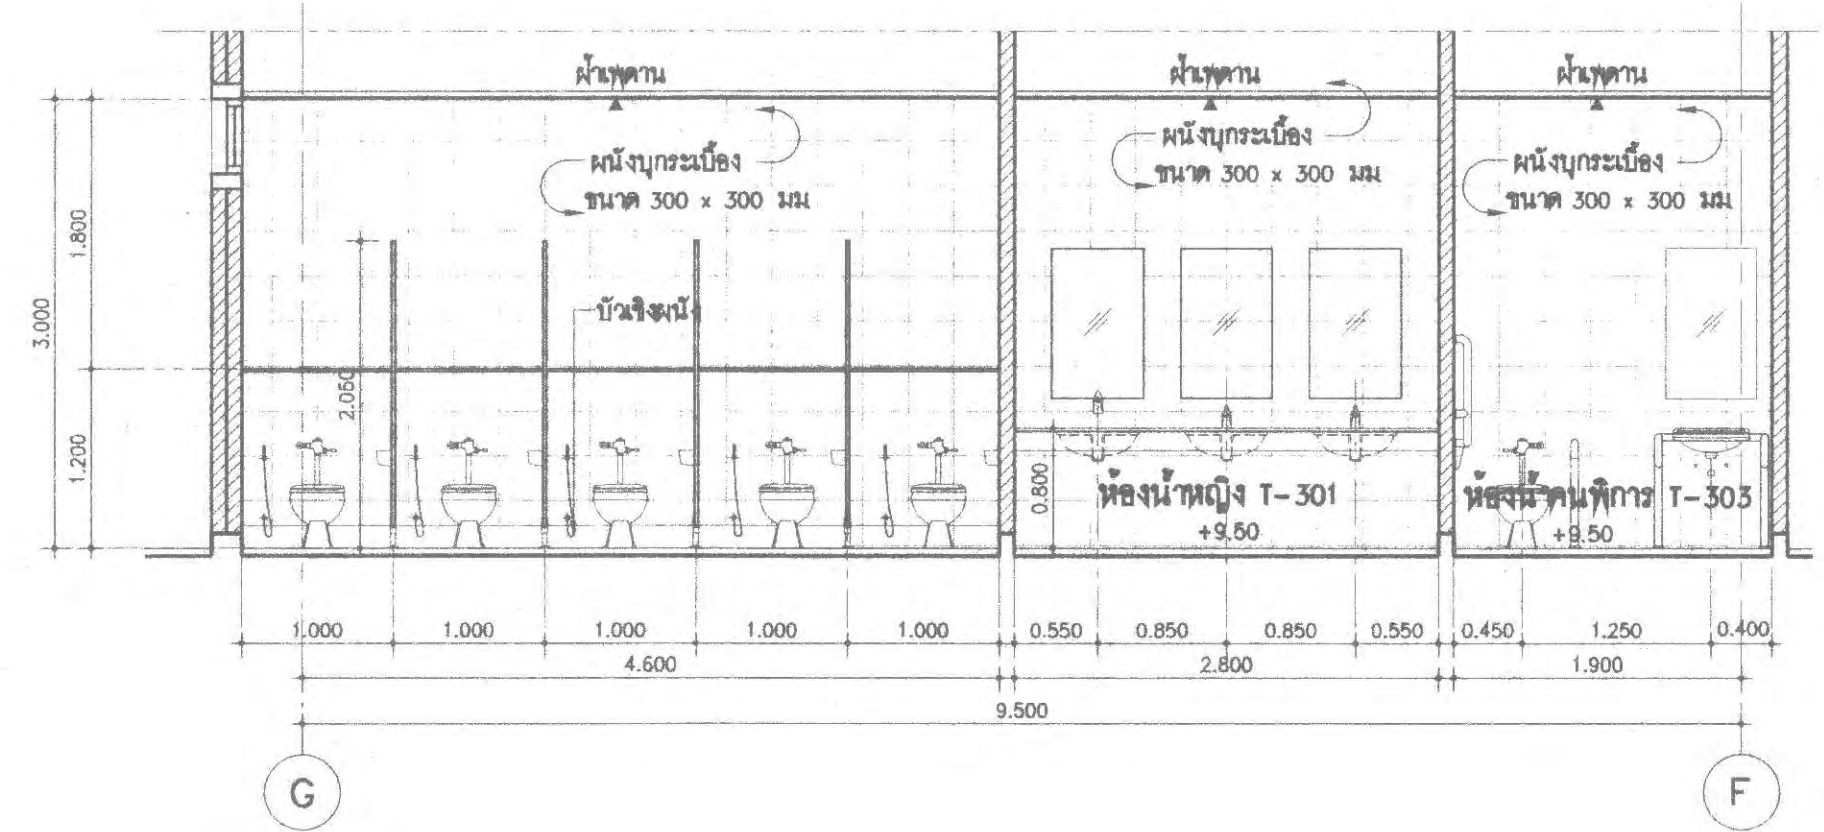 ฝ้าเพดาน
ฝ้าเพดาน
ฝ้าเพดาน
ผนังบุกระเบื้อง
ขนาด 300 x 300 มม
ผนังบุกระเบื้อง
ขนาด 300 x 300 มม
ผนังบุกระเบื้อง
ขนาด 300 x 300 มม
3.000
1.800
1.200
2.050
บัวเชิงผนัง
0.800
ห้องน้ำหญิง T-301
+9.50
ห้องน้ำคนพิการ T-303
+9.50
1.000 1.000 1.000 1.000 1.000 0.550 0.850 0.850 0.550 0.450 1.250 0.400
4.600 2.800 1.900
9.500
G F